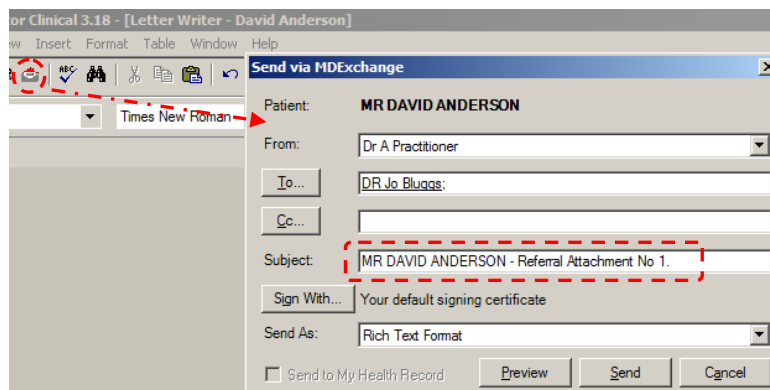 or Clinical 3.18 - [Letter Writer - David Anderson]
ew Insert Format Table Window Help
ABC
Times New Roman
Send via MDExchange
Patient: MR DAVID ANDERSON
From: Dr A Practitioner
To... DR Jo Bluggs;
Cc...
Subject: MR DAVID ANDERSON - Referral Attachment No 1.
Sign With... Your default signing certificate
Send As: Rich Text Format
Send to My Health Record Preview Send Cancel